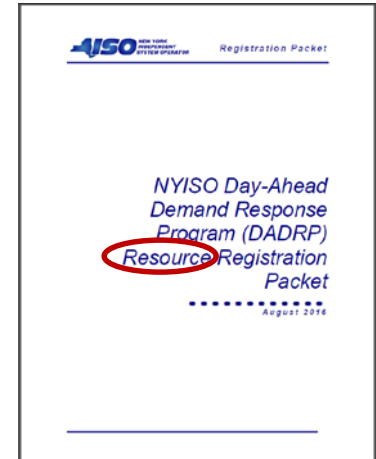 NYISO
NEW YORK
INDEPENDENT
SYSTEM OPERATOR
Registration Packet
NYISO Day-Ahead
Demand Response
Program (DADRP)
Resource Registration
Packet
August 2016